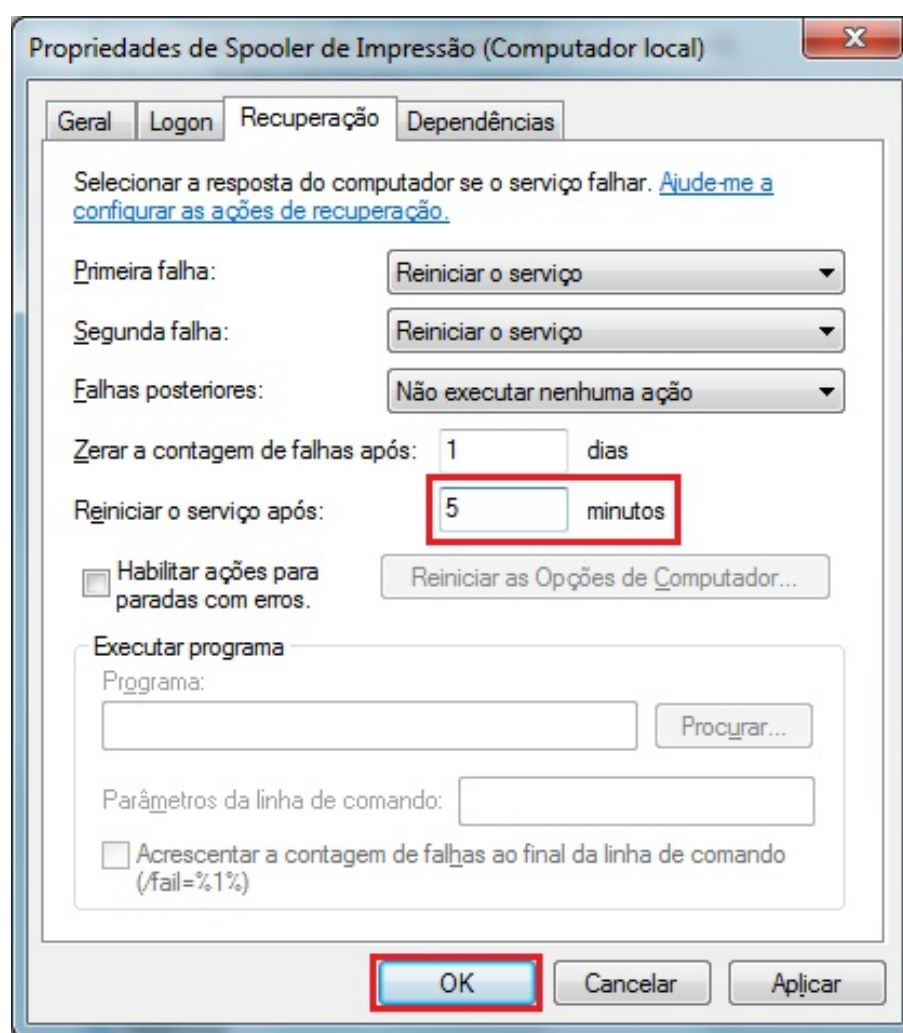 Propriedades de Spooler de Impressão (Computador local)
Geral Logon Recuperação Dependências
Selecionar a resposta do computador se o serviço falhar. Ajude-me a
configurar as ações de recuperação.
Primeira falha: Reiniciar o serviço
Segunda falha: Reiniciar o serviço
Falhas posteriores: Não executar nenhuma ação
Zerar a contagem de falhas após: 1 dias
Reiniciar o serviço após: 5 minutos
Habilitar ações para
paradas com erros.
Reiniciar as Opções de Computador...
Executar programa
Programa:
Procurar...
Parâmetros da linha de comando:
Acrescentar a contagem de falhas ao final da linha de comando
(/fail=%1%)
OK Cancelar Aplicar